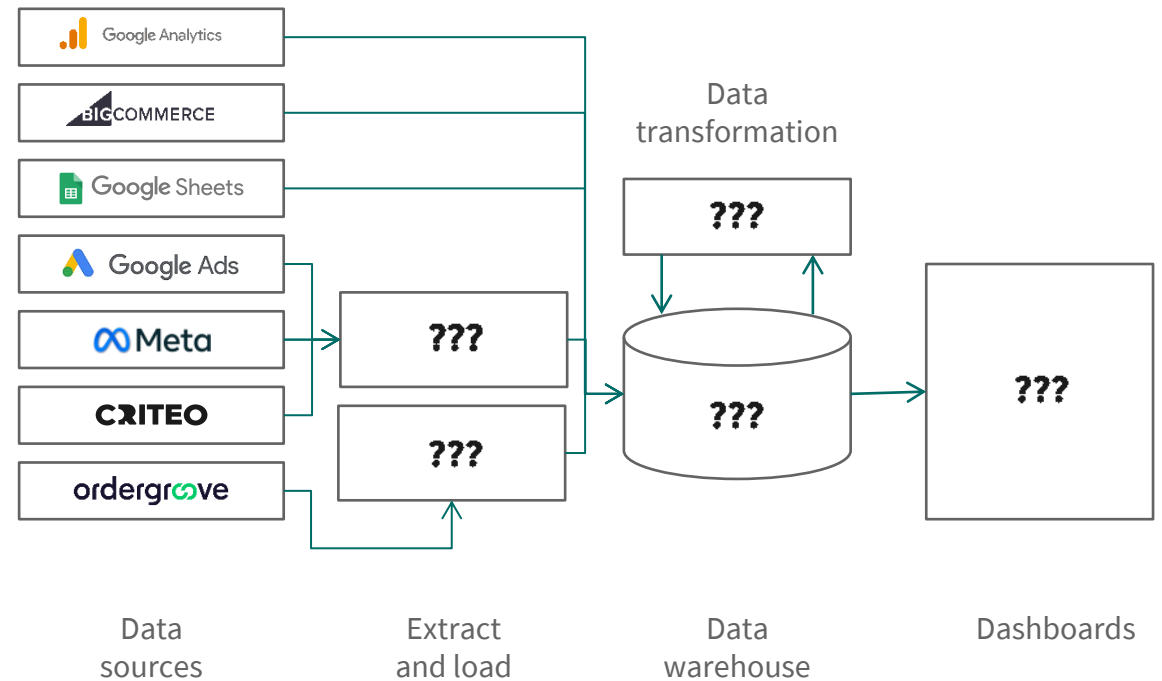 Google Analytics
BIGCOMMERCE
Google Sheets
Google Ads
Meta
CRITEO
ordergroove
???
???
Data
transformation
???
???
???
Data
sources
Extract
and load
Data
warehouse
Dashboards